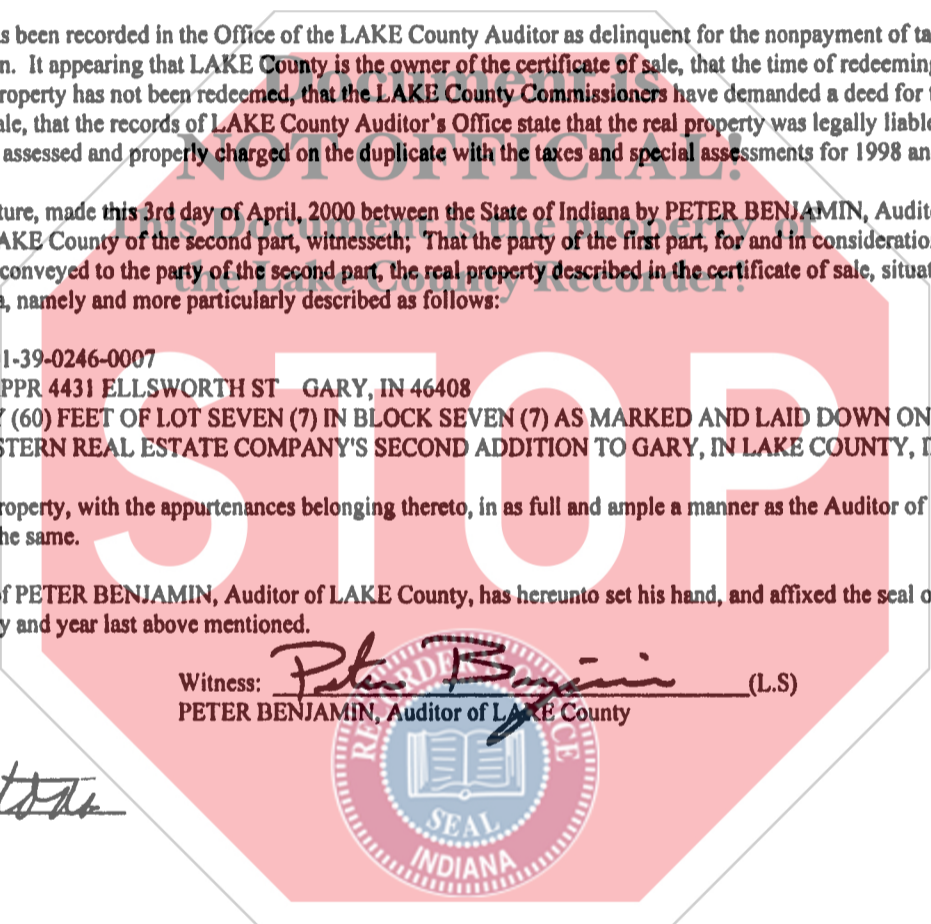 s been recorded in the Office of the LAKE County Auditor as delinquent for the nonpayment of ta
n. It appearing that LAKE County is the owner of the certificate of sale, that the time of redeeming
Document is
roperty has not been redeemed, that the LAKE County Commissioners have demanded a deed for
ale, that the records of LAKE County Auditor's Office state that the real property was legally liable
assessed and properly charged on the duplicate with the taxes and special assessments for 1998 an
NOT OFFICIAL!
ture, made this 3rd day of April, 2000 between the State of Indiana by PETER BENJAMIN, Audit
This Document is the property of
AKE County of the second part, witnesseth; That the party of the first part, for and in consideratio
conveyed to the party of the second part, the real property described in the certificate of sale, situat
the Lake County Recorder!
, namely and more particularly described as follows:
1-39-0246-0007
PPR 4431 ELLSWORTH ST GARY, IN 46408
(60) FEET OF LOT SEVEN (7) IN BLOCK SEVEN (7) AS MARKED AND LAID DOWN ON
STERN REAL ESTATE COMPANY'S SECOND ADDITION TO GARY, IN LAKE COUNTY, I
STOP
roperty, with the appurtenances belonging thereto, in as full and ample a manner as the Auditor of
he same.
f PETER BENJAMIN, Auditor of LAKE County, has hereunto set his hand, and affixed the seal o
y and year last above mentioned.
Witness: Peter Benjamin (L.S)
PETER BENJAMIN, Auditor of LAKE County
RECORDER'S OFFICE
SEAL
INDIANA